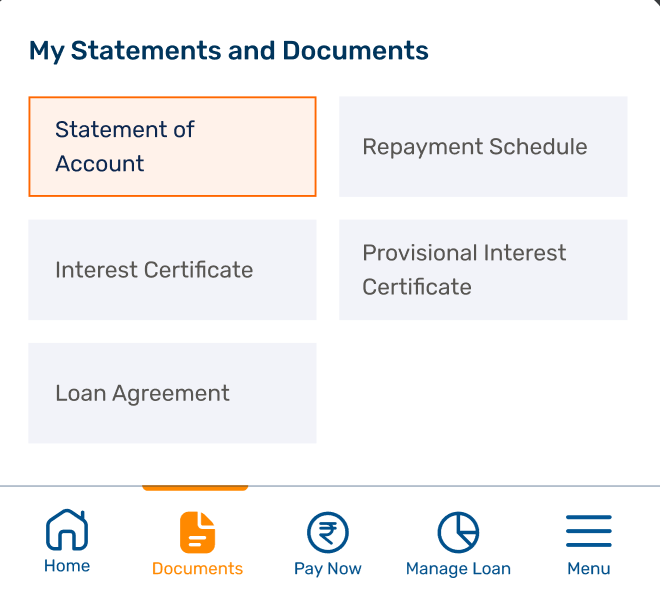 My Statements and Documents
Statement of
Account
Repayment Schedule
Interest Certificate
Provisional Interest
Certificate
Loan Agreement
Home
Documents
Pay Now
Manage Loan
Menu